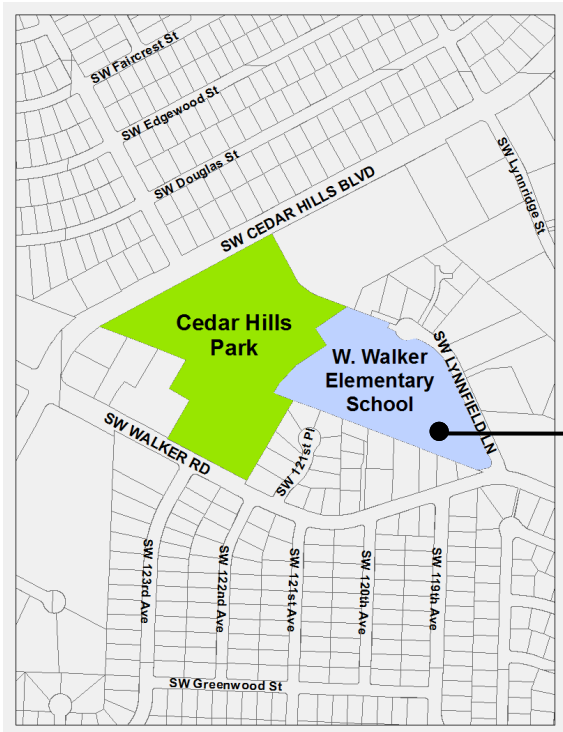 SW Faircrest St
SW Edgewood St
SW Douglas St
SW Lynnridge St
SW CEDAR HILLS BLVD
Cedar Hills
Park
W. Walker
Elementary
School
SW LYNNFIELD LN
SW WALKER RD
SW 121st Pl
SW 123rd Ave
SW 122nd Ave
SW 121st Ave
SW 120th Ave
SW 119th Ave
SW Greenwood St